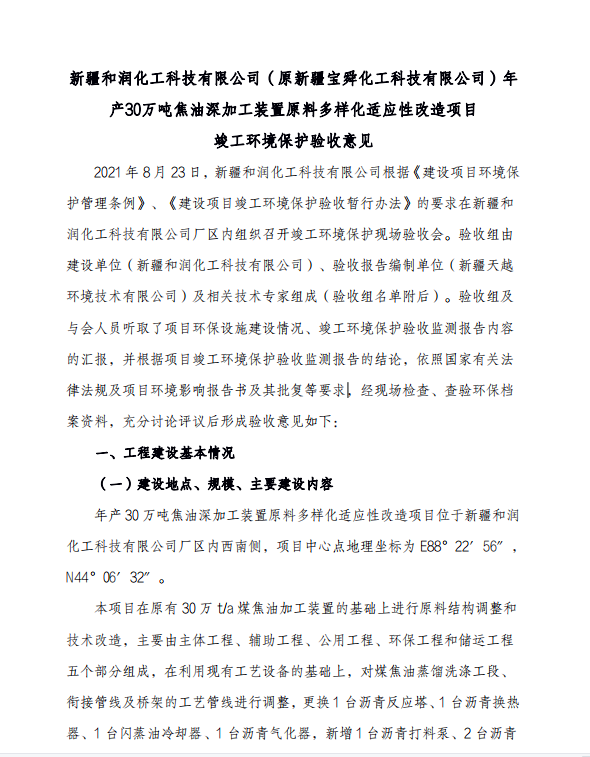 新疆和润化工科技有限公司（原新疆宝舜化工科技有限公司）年
产30万吨焦油深加工装置原料多样化适应性改造项目
竣工环境保护验收意见
2021 年 8 月 23 日，新疆和润化工科技有限公司根据《建设项目环境保
护管理条例》、《建设项目竣工环境保护验收暂行办法》的要求在新疆和
润化工科技有限公司厂区内组织召开竣工环境保护现场验收会。验收组由
建设单位（新疆和润化工科技有限公司）、验收报告编制单位（新疆天越
环境技术有限公司）及相关技术专家组成（验收组名单附后）。验收组及
与会人员听取了项目环保设施建设情况、竣工环境保护验收监测报告内容
的汇报，并根据项目竣工环境保护验收监测报告的结论，依照国家有关法
律法规及项目环境影响报告书及其批复等要求，经现场检查、查验环保档
案资料，充分讨论评议后形成验收意见如下：
一、工程建设基本情况
（一）建设地点、规模、主要建设内容
年产 30 万吨焦油深加工装置原料多样化适应性改造项目位于新疆和润
化工科技有限公司厂区内西南侧，项目中心点地理坐标为 E88° 22′ 56″，
N44° 06′ 32″。
本项目在原有 30 万 t/a 煤焦油加工装置的基础上进行原料结构调整和
技术改造，主要由主体工程、辅助工程、公用工程、环保工程和储运工程
五个部分组成，在利用现有工艺设备的基础上，对煤焦油蒸馏洗涤工段、
衔接管线及桥架的工艺管线进行调整，更换 1 台沥青反应塔、1 台沥青换热
器、1 台闪蒸油冷却器、1 台沥青气化器，新增 1 台沥青打料泵、2 台沥青